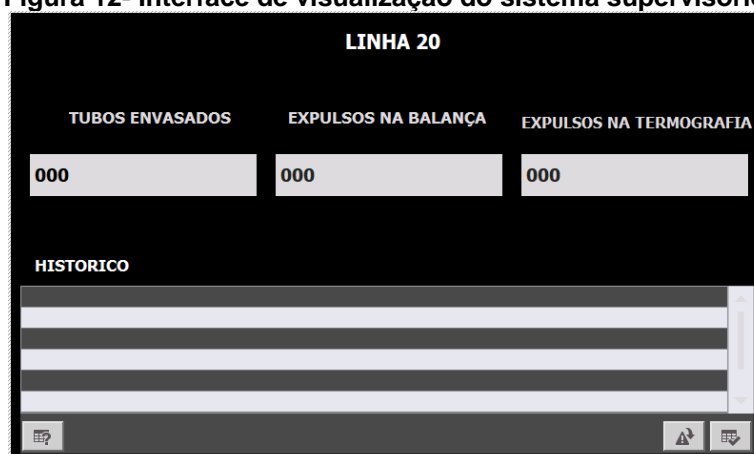 Figura 12- Interface de visualização do sistema supervisório
LINHA 20
TUBOS ENVASADOS EXPULSOS NA BALANÇA EXPULSOS NA TERMOGRAFIA
000 000 000
HISTORICO